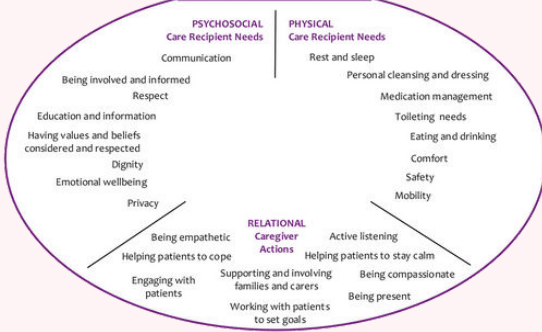 PSYCHOSOCIAL
Care Recipient Needs
Communication
Being involved and informed
Respect
Education and information
Having values and beliefs
considered and respected
Dignity
Emotional wellbeing
Privacy
PHYSICAL
Care Recipient Needs
Rest and sleep
Personal cleansing and dressing
Medication management
Toileting needs
Eating and drinking
Comfort
Safety
Mobility
RELATIONAL
Caregiver
Actions
Being empathetic
Active listening
Helping patients to cope
Helping patients to stay calm
Engaging with
patients
Supporting and involving
families and carers
Being compassionate
Being present
Working with patients
to set goals